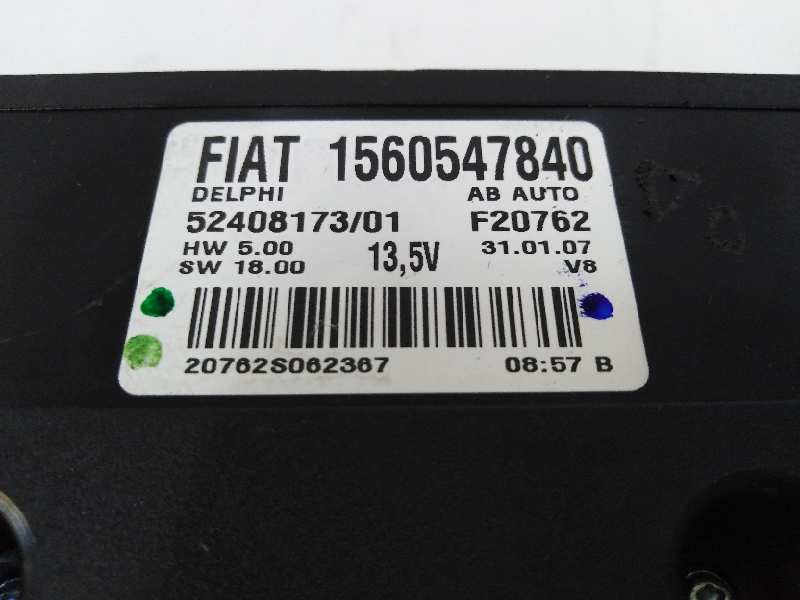 FIAT 1560547840
DELPHI AB AUTO
52408173/01 F20762
HW 5.00 13,5V 31.01.07
SW 18.00 V8
20762S062367 08:57 B